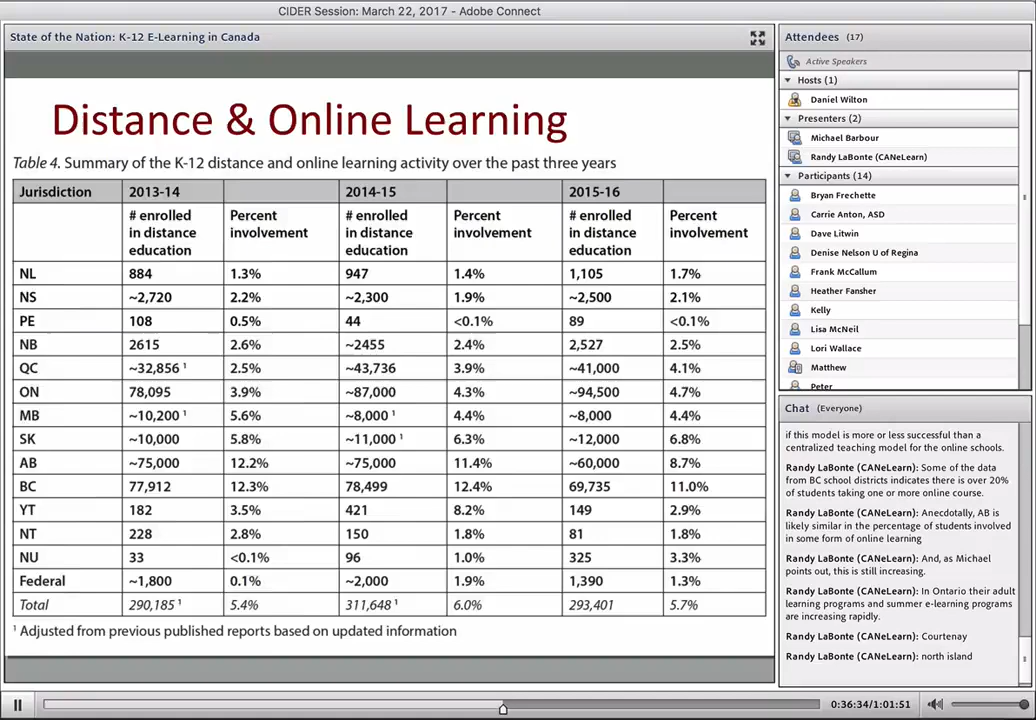 CIDER Session: March 22, 2017 - Adobe Connect
State of the Nation: K-12 E-Learning in Canada
Distance & Online Learning
Table 4. Summary of the K-12 distance and online learning activity over the past three years
Jurisdiction 2013-14 2014-15 2015-16
# enrolled in distance education Percent involvement # enrolled in distance education Percent involvement # enrolled in distance education Percent involvement
NL 884 1.3% 947 1.4% 1,105 1.7%
NS ~2,720 2.2% ~2,300 1.9% ~2,500 2.1%
PE 108 0.5% 44 <0.1% 89 <0.1%
NB 2615 2.6% ~2455 2.4% 2,527 2.5%
QC ~32,856 ¹ 2.5% ~43,736 3.9% ~41,000 4.1%
ON 78,095 3.9% ~87,000 4.3% ~94,500 4.7%
MB ~10,200 ¹ 5.6% ~8,000 ¹ 4.4% ~8,000 4.4%
SK ~10,000 5.8% ~11,000 ¹ 6.3% ~12,000 6.8%
AB ~75,000 12.2% ~75,000 11.4% ~60,000 8.7%
BC 77,912 12.3% 78,499 12.4% 69,735 11.0%
YT 182 3.5% 421 8.2% 149 2.9%
NT 228 2.8% 150 1.8% 81 1.8%
NU 33 <0.1% 96 1.0% 325 3.3%
Federal ~1,800 0.1% ~2,000 1.9% 1,390 1.3%
Total 290,185 ¹ 5.4% 311,648 ¹ 6.0% 293,401 5.7%
¹ Adjusted from previous published reports based on updated information
Attendees (17)
Active Speakers
Hosts (1)
Daniel Wilton
Presenters (2)
Michael Barbour
Randy LaBonte (CANeLearn)
Participants (14)
Bryan Frechette
Carrie Anton, ASD
Dave Litwin
Denise Nelson U of Regina
Frank McCallum
Heather Fansher
Kelly
Lisa McNeil
Lori Wallace
Matthew
Peter
Chat (Everyone)
if this model is more or less successful than a
centralized teaching model for the online schools.
Randy LaBonte (CANeLearn): Some of the data
from BC school districts indicates there is over 20%
of students taking one or more online course.
Randy LaBonte (CANeLearn): Anecdotally, AB is
likely similar in the percentage of students involved
in some form of online learning
Randy LaBonte (CANeLearn): And, as Michael
points out, this is still increasing.
Randy LaBonte (CANeLearn): In Ontario their adult
learning programs and summer e-learning programs
are increasing rapidly.
Randy LaBonte (CANeLearn): Courtenay
Randy LaBonte (CANeLearn): north island
0:36:34/1:01:51